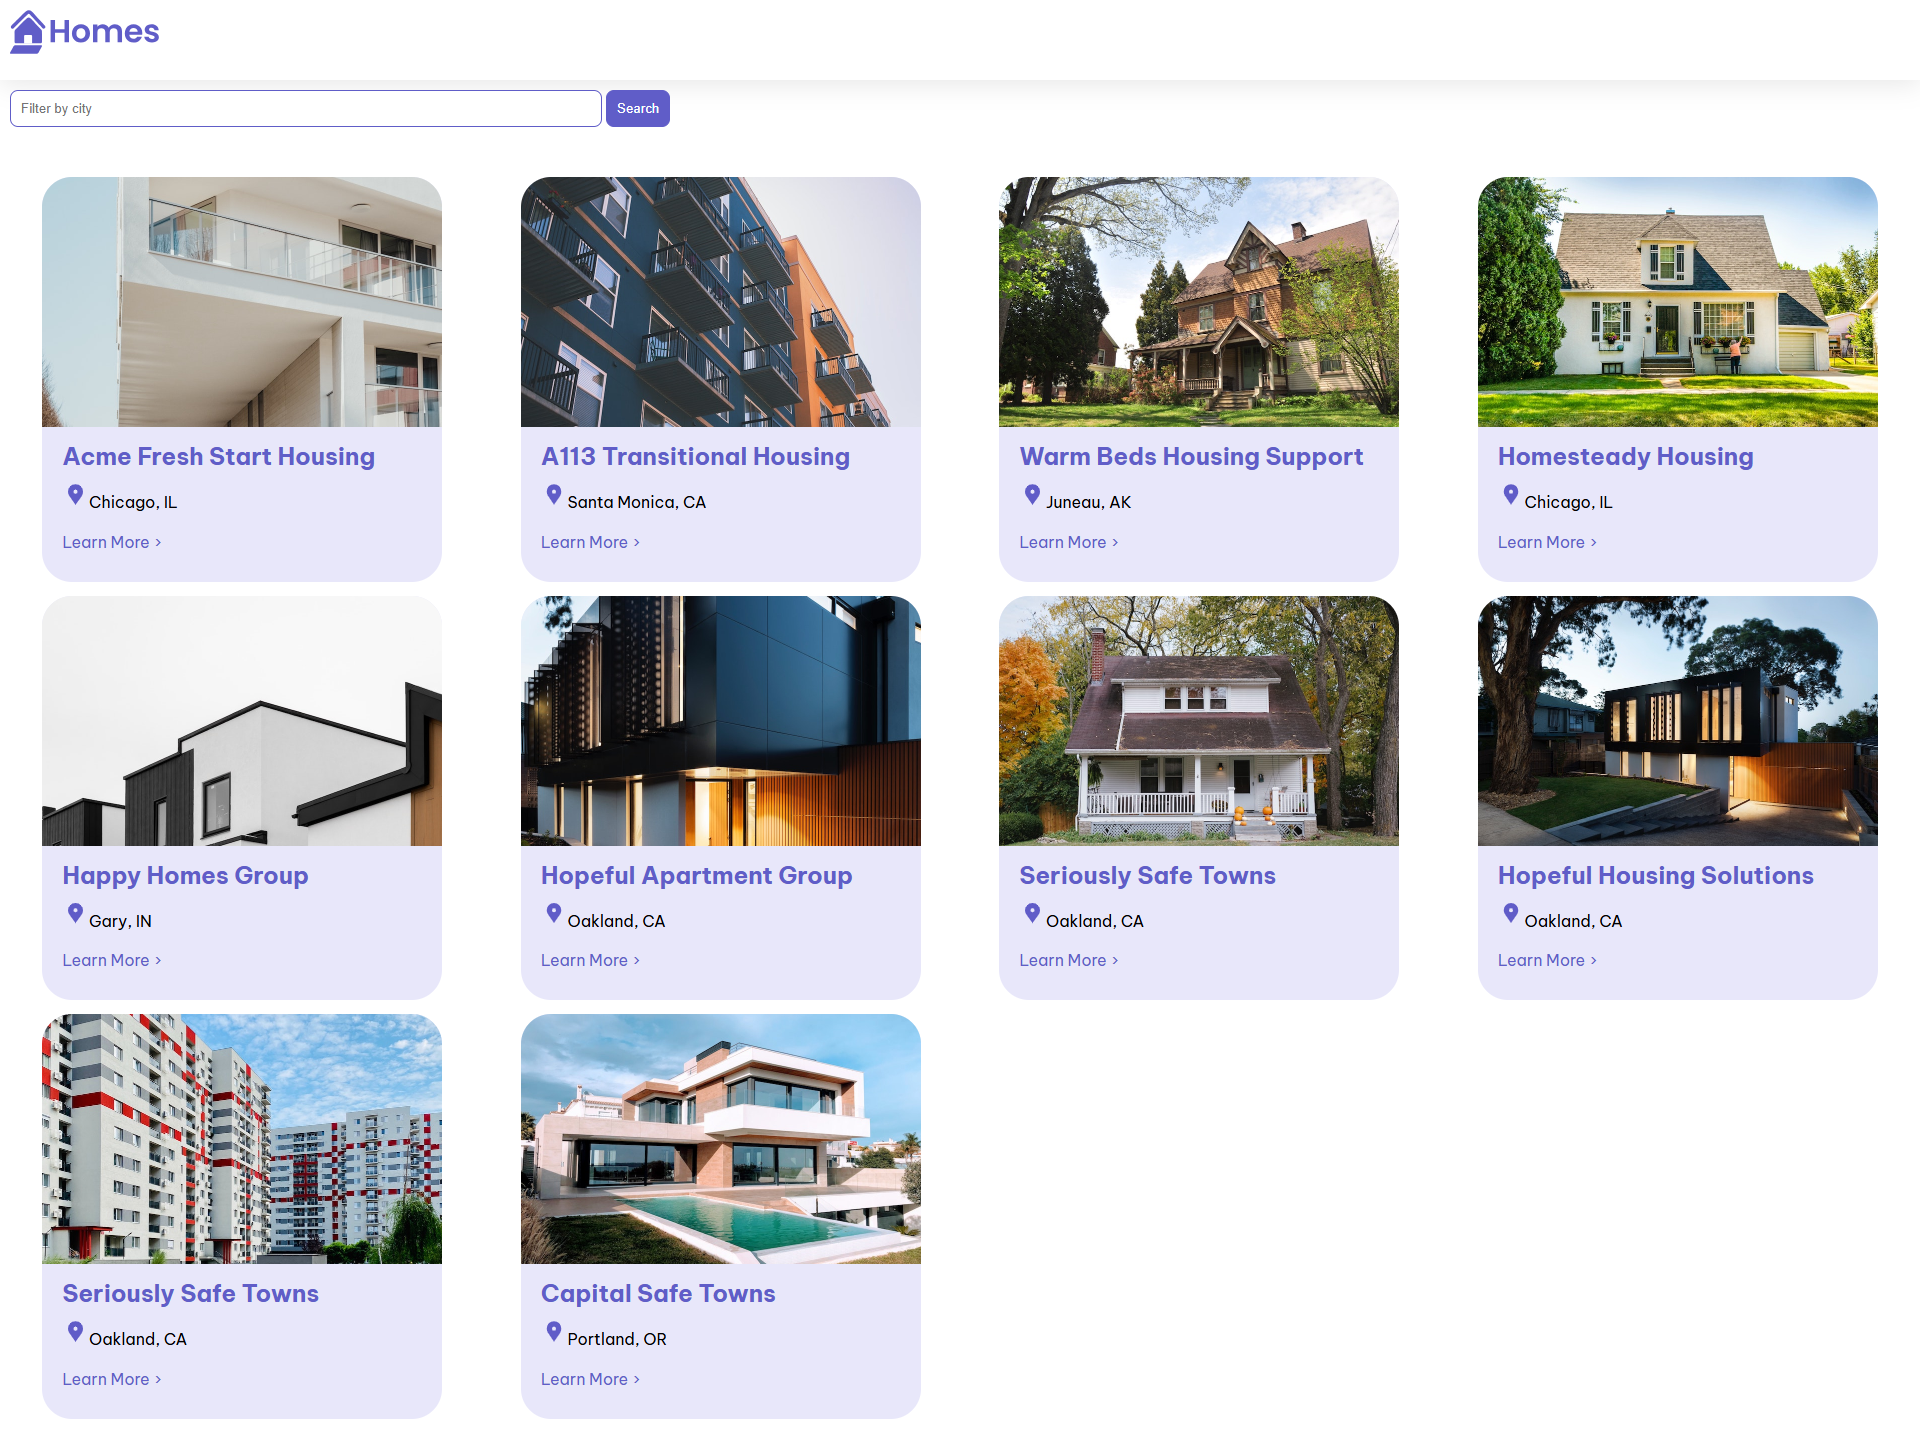 Homes
Filter by city
Search
Acme Fresh Start Housing
Chicago, IL
Learn More >
A113 Transitional Housing
Santa Monica, CA
Learn More >
Warm Beds Housing Support
Juneau, AK
Learn More >
Homesteady Housing
Chicago, IL
Learn More >
Happy Homes Group
Gary, IN
Learn More >
Hopeful Apartment Group
Oakland, CA
Learn More >
Seriously Safe Towns
Oakland, CA
Learn More >
Hopeful Housing Solutions
Oakland, CA
Learn More >
Seriously Safe Towns
Oakland, CA
Learn More >
Capital Safe Towns
Portland, OR
Learn More >